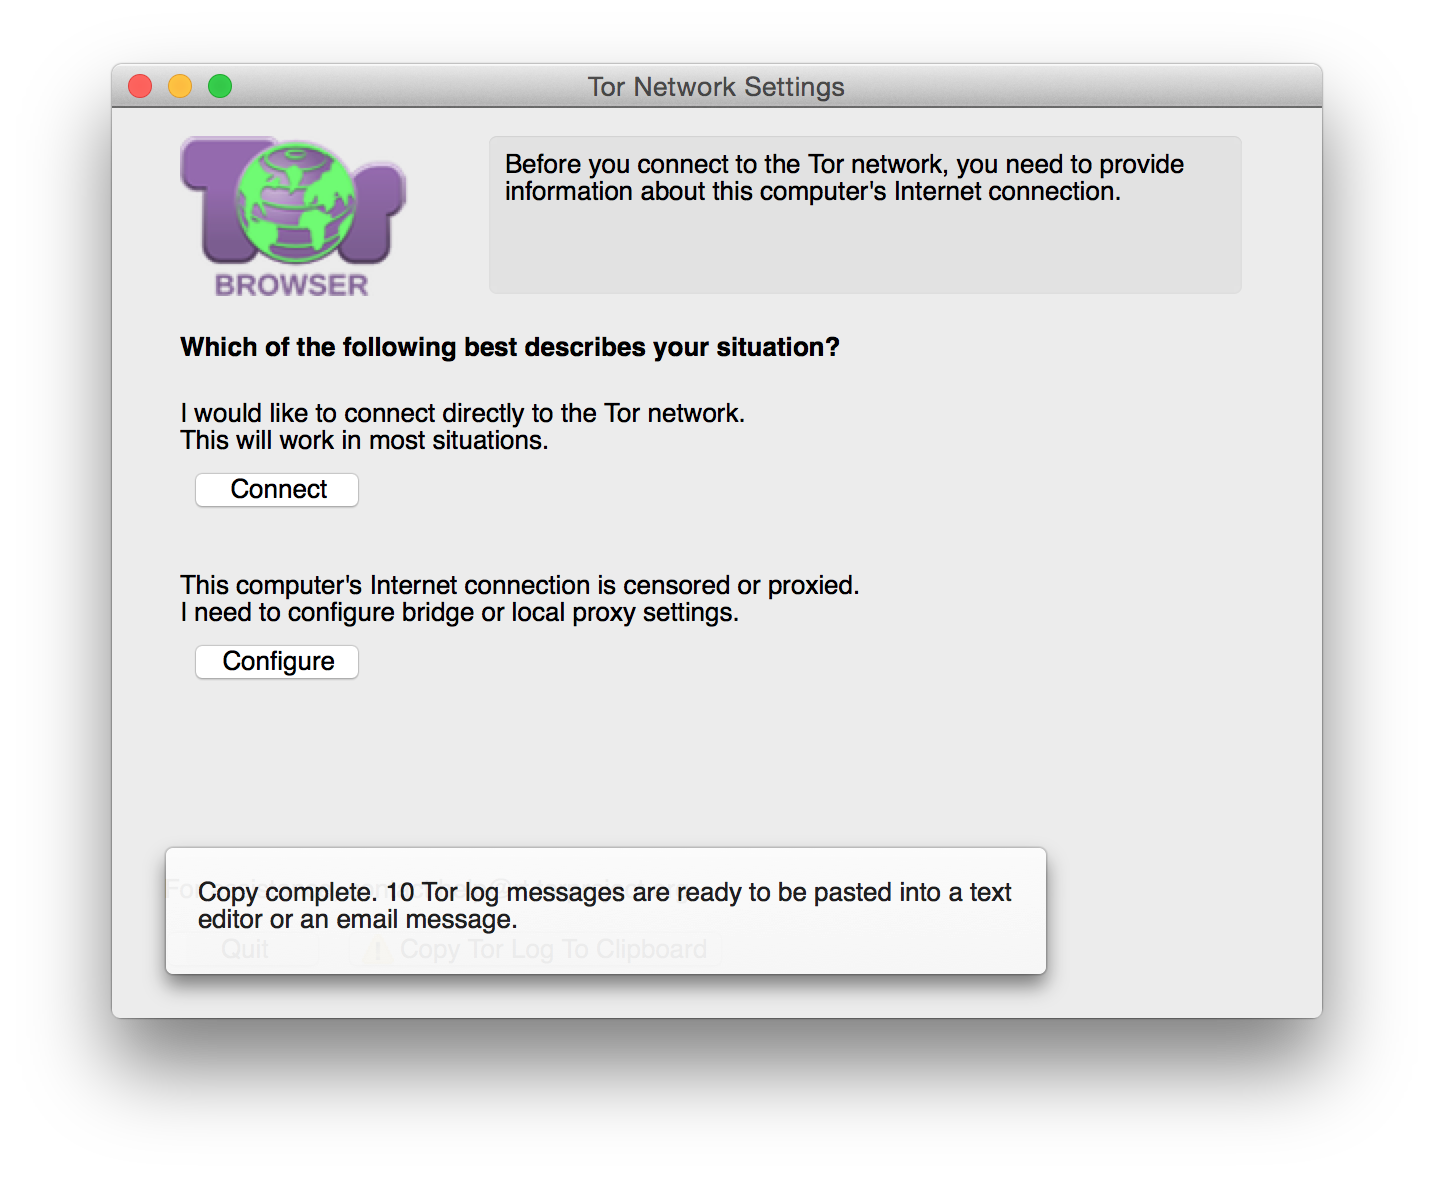 Tor Network Settings
Tor
BROWSER
Before you connect to the Tor network, you need to provide
information about this computer's Internet connection.
Which of the following best describes your situation?
I would like to connect directly to the Tor network.
This will work in most situations.
Connect
This computer's Internet connection is censored or proxied.
I need to configure bridge or local proxy settings.
Configure
Copy complete. 10 Tor log messages are ready to be pasted into a text
editor or an email message.
Quit
Copy Tor Log To Clipboard